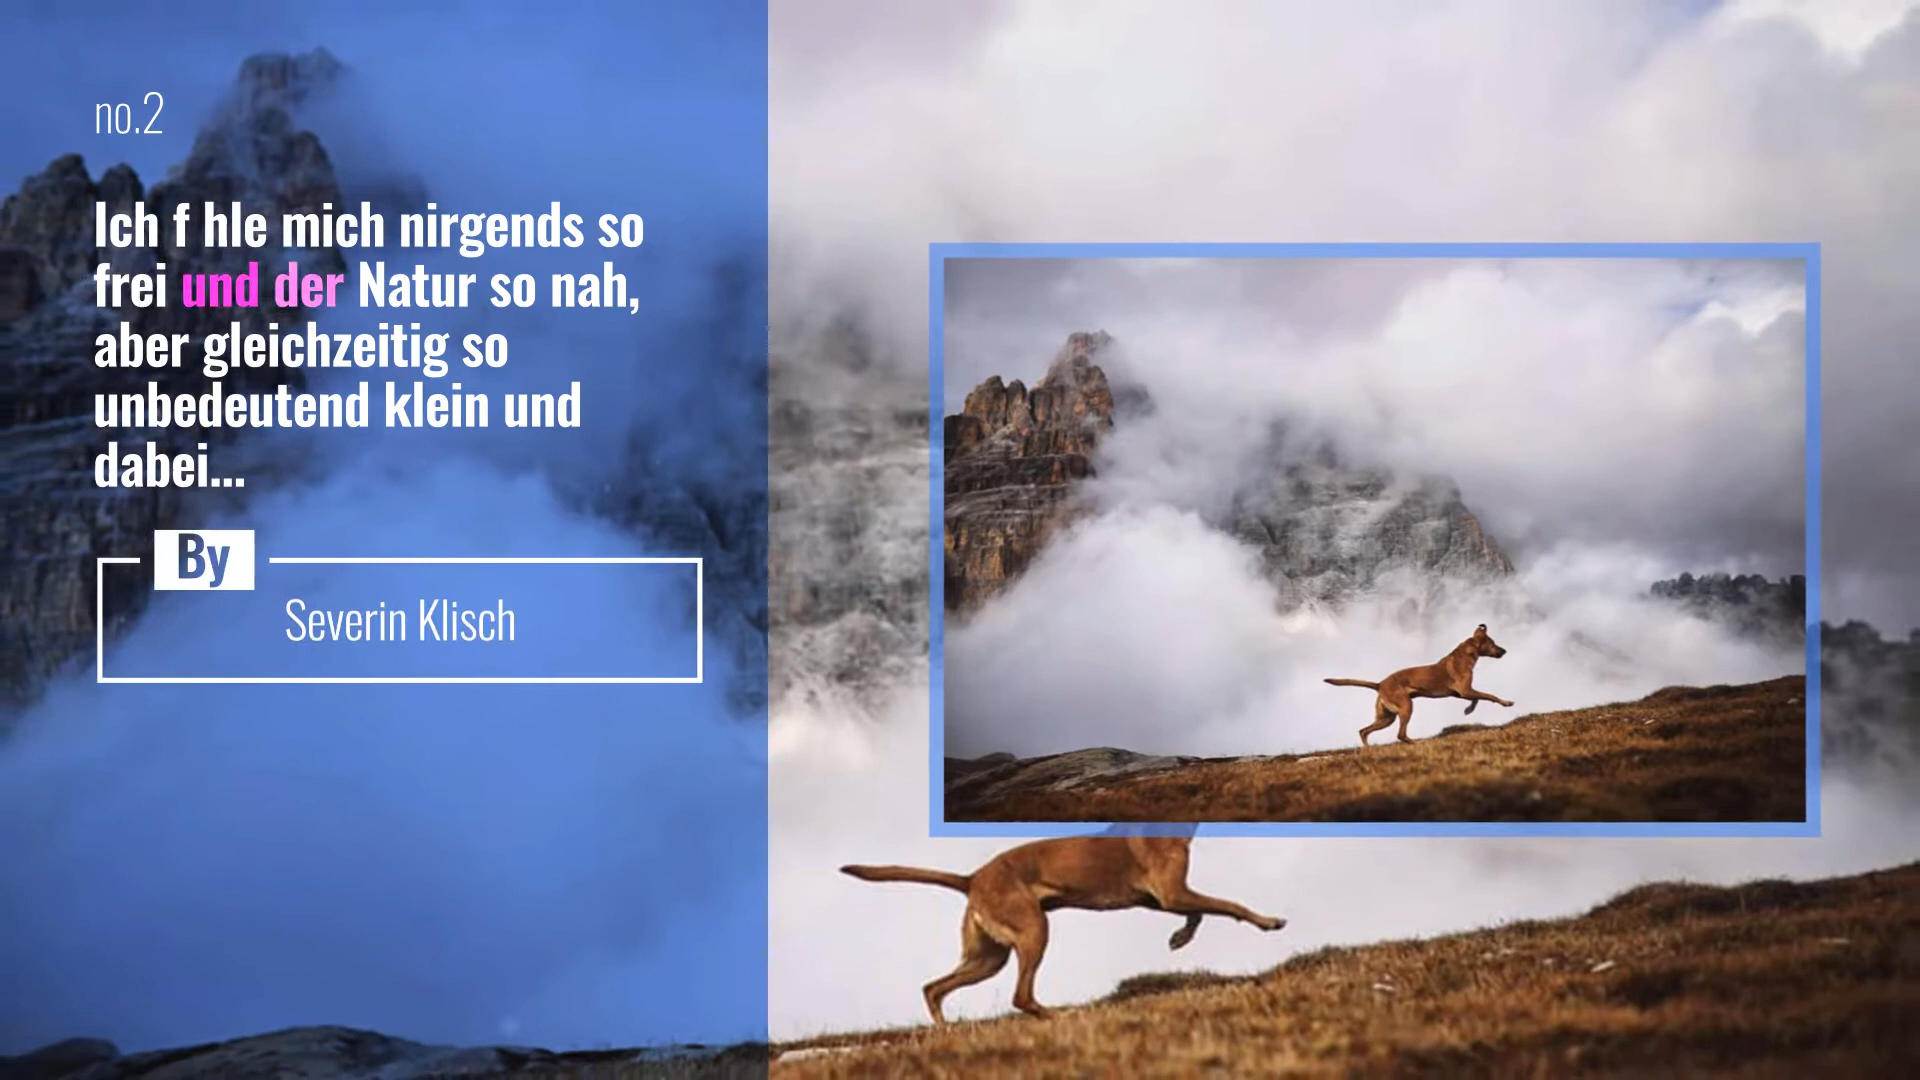 no.2
Ich f hle mich nirgends so
frei und der Natur so nah,
aber gleichzeitig so
unbedeutend klein und
dabei...
By
Severin Klisch